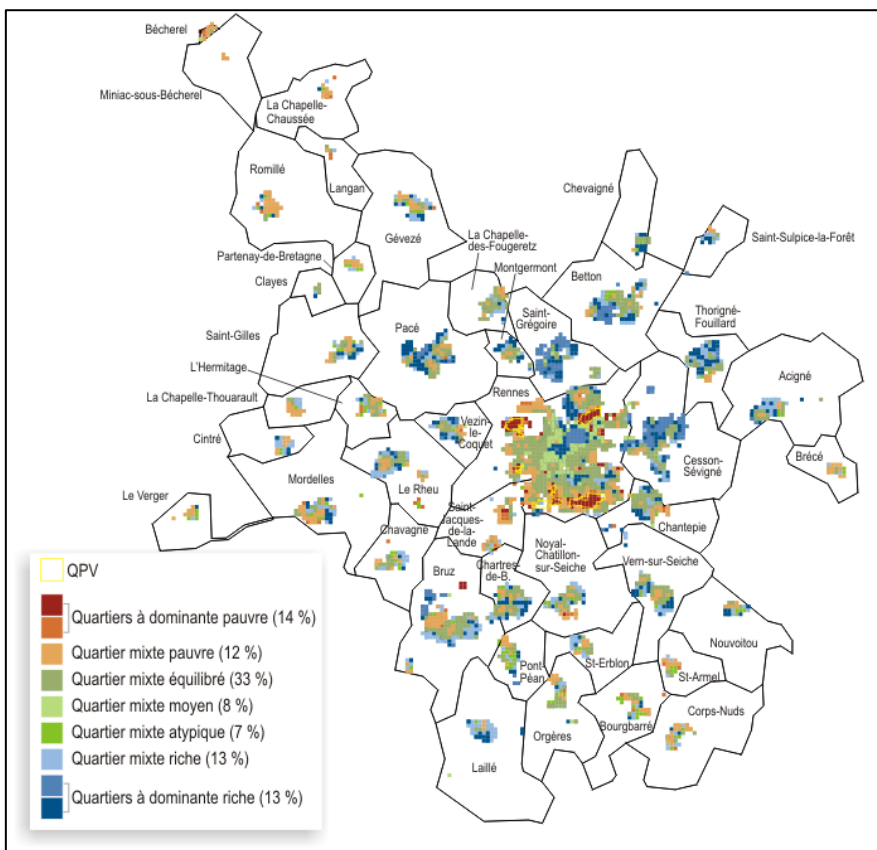 Bécherel
Miniac-sous-Bécherel
La Chapelle-
Chaussée
Romillé
Langan
Chevaigné
Gévezé
La Chapelle-
des-Fougeretz
Saint-Sulpice-la-Forêt
Partenay-de-Bretagne
Montgermont
Betton
Clayes
Saint-
Grégoire
Thorigné-
Fouillard
Saint-Gilles
Pacé
L'Hermitage
Acigné
La Chapelle-Thouarault
Rennes
Vezin-
le-
Coquet
Cintré
Cesson-
Sévigné
Brécé
Mordelles
Le Rheu
Le Verger
Saint-
Jacques-
de-la-
Lande
Chantepie
Chavagne
Noyal-
Chatillon-
sur-Seiche
Bruz
Chartres-
de-B.
Vern-sur-Seiche
Nouvoitou
Pont-
Péan
St-Erblon
St-Armel
Orgères
Bourgbarré
Corps-Nuds
Laillé
QPV
Quartiers à dominante pauvre (14 %)
Quartier mixte pauvre (12 %)
Quartier mixte équilibré (33 %)
Quartier mixte moyen (8 %)
Quartier mixte atypique (7 %)
Quartier mixte riche (13 %)
Quartiers à dominante riche (13 %)